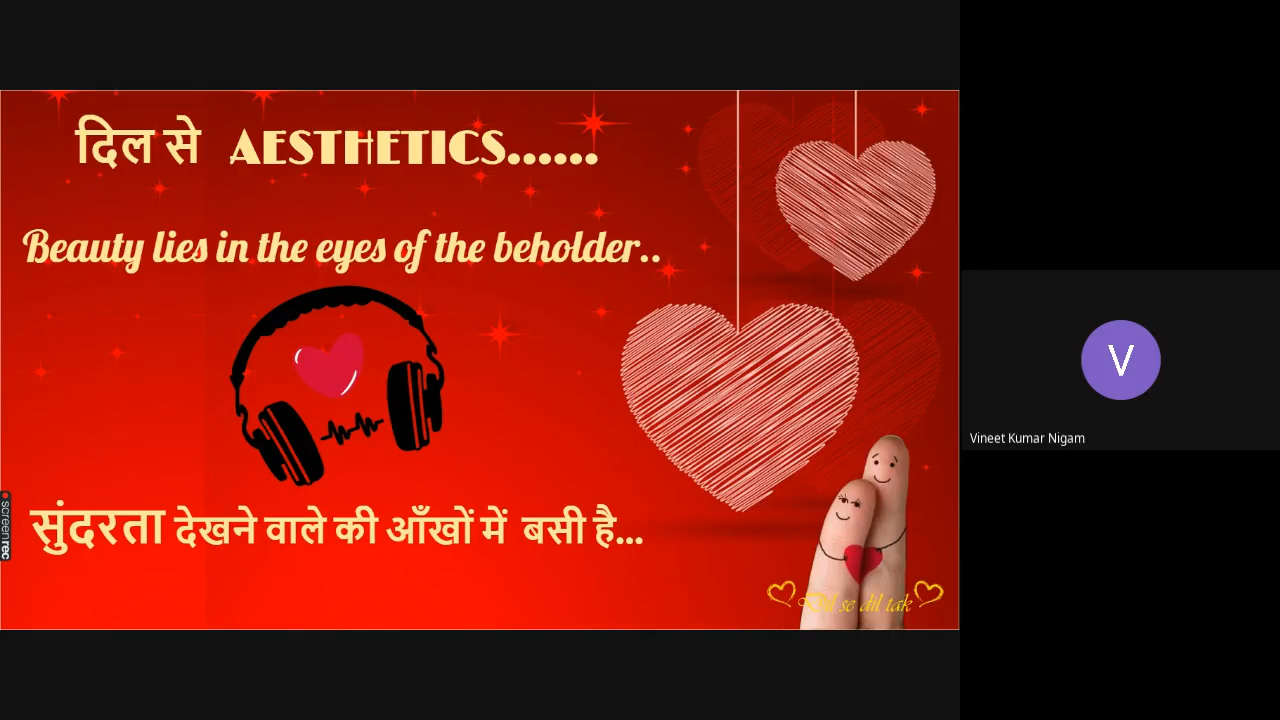 दिल से AESTHETICS......
Beauty lies in the eyes of the beholder..
सुंदरता देखने वाले की आँखों में बसी है...
Dil se dil tak
V
Vineet Kumar Nigam
screenrec